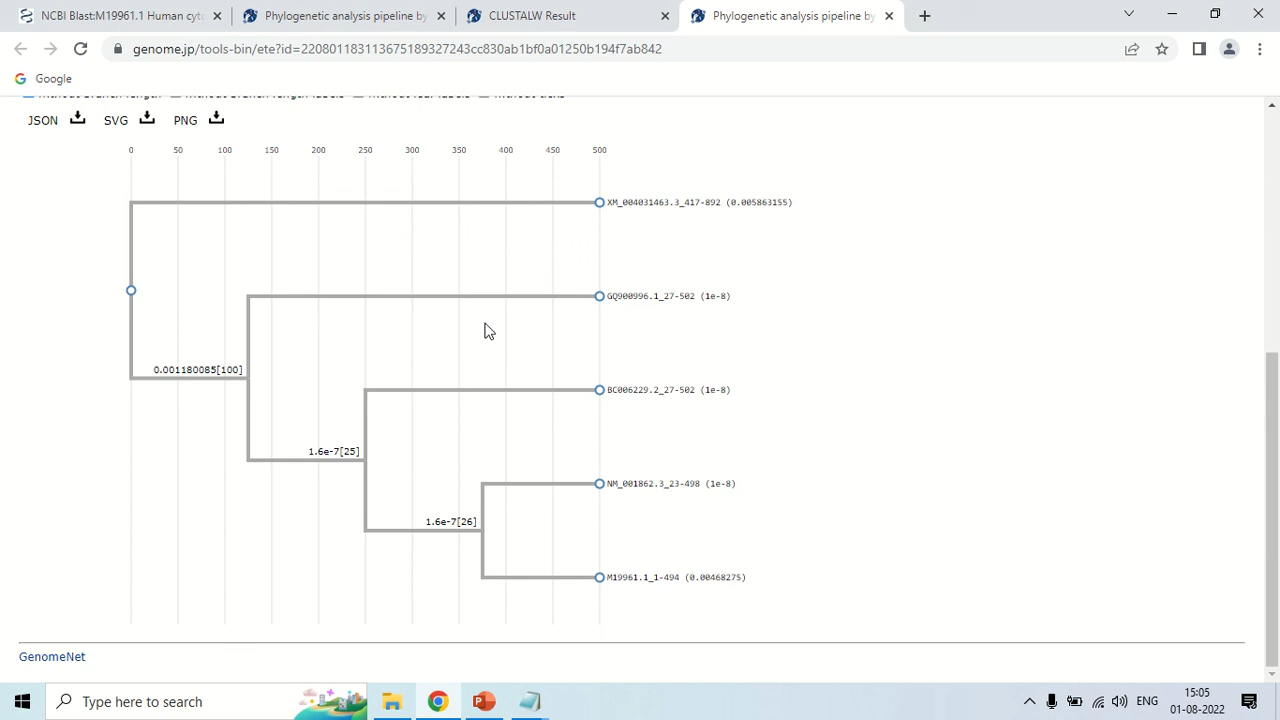 NCBI Blast:M19961.1 Human cyto
Phylogenetic analysis pipeline by
CLUSTALW Result
Phylogenetic analysis pipeline by
genome.jp/tools-bin/ete?id=220801183113675189327243cc830ab1bf0a01250b194f7ab842
Google
JSON SVG PNG
0 50 100 150 200 250 300 350 400 450 500
XM_004031463.3_417-892 (0.005863155)
GQ900996.1_27-502 (1e-8)
0.001180085[100]
BC006229.2_27-502 (1e-8)
1.6e-7[25]
NM_001862.3_23-498 (1e-8)
1.6e-7[26]
M19961.1_1-494 (0.00468275)
GenomeNet
Type here to search
ENG
15:05
01-08-2022